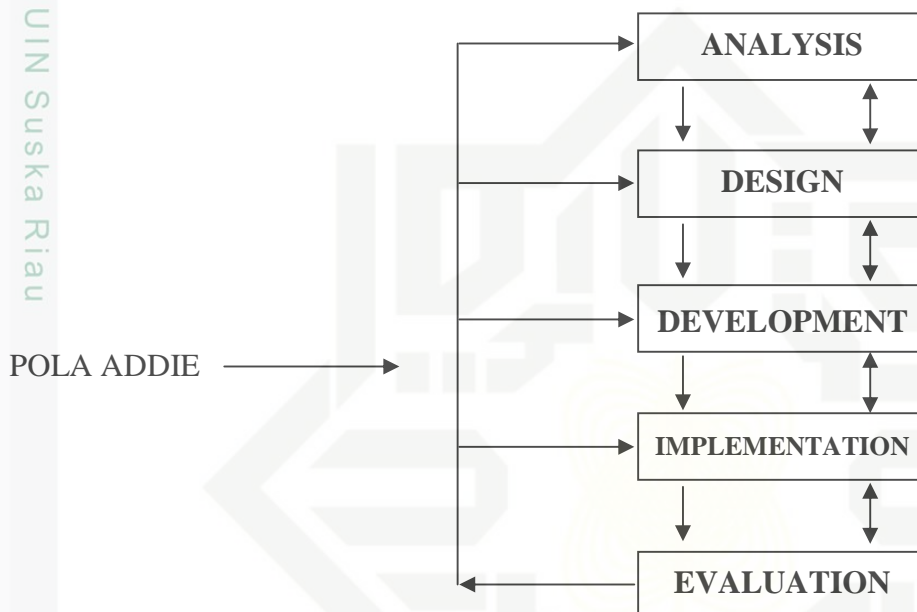 UIN Suska Riau
ANALYSIS
DESIGN
DEVELOPMENT
POLA ADDIE
IMPLEMENTATION
EVALUATION